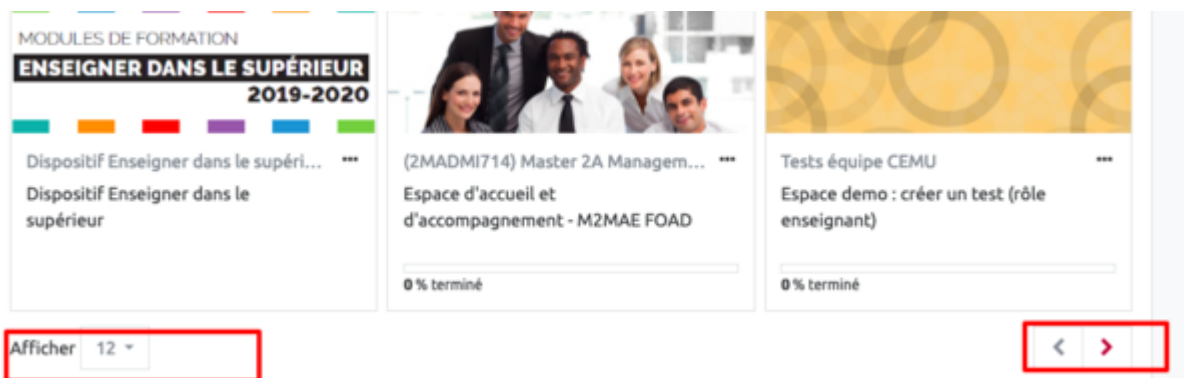 MODULES DE FORMATION
ENSEIGNER DANS LE SUPÉRIEUR
2019-2020
Dispositif Enseigner dans le supéri... ...
Dispositif Enseigner dans le
supérieur
(2MADMI714) Master 2A Managem... ...
Espace d'accueil et
d'accompagnement - M2MAE FOAD
0 % terminé
Tests équipe CEMU ...
Espace demo : créer un test (rôle
enseignant)
0 % terminé
Afficher 12